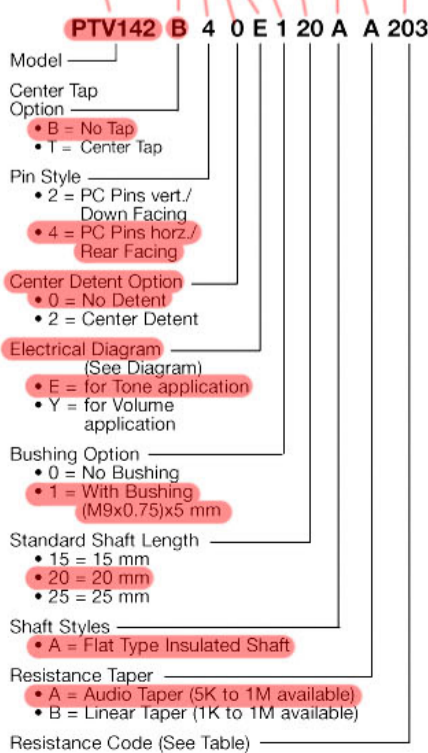 PTV142 B 4 0 E 1 20 A A 203
Model
Center Tap
Option
• B = No Tap
• T = Center Tap
Pin Style
• 2 = PC Pins vert./
Down Facing
• 4 = PC Pins horz./
Rear Facing
Center Detent Option
• 0 = No Detent
• 2 = Center Detent
Electrical Diagram
(See Diagram)
• E = for Tone application
• Y = for Volume
application
Bushing Option
• 0 = No Bushing
• 1 = With Bushing
(M9x0.75)x5 mm
Standard Shaft Length
• 15 = 15 mm
• 20 = 20 mm
• 25 = 25 mm
Shaft Styles
• A = Flat Type Insulated Shaft
Resistance Taper
• A = Audio Taper (5K to 1M available)
• B = Linear Taper (1K to 1M available)
Resistance Code (See Table)